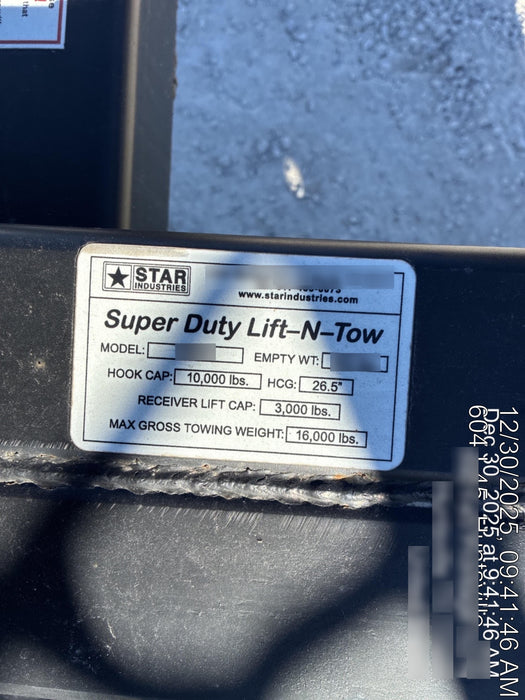 that
STAR
INDUSTRIES
www.starindustries.com
Super Duty Lift-N-Tow
MODEL: EMPTY WT:
HOOK CAP: 10,000 lbs. HCG: 26.5"
RECEIVER LIFT CAP: 3,000 lbs.
MAX GROSS TOWING WEIGHT: 16,000 lbs.
12/30/2025, 09:41:46 AM
Dec 30, 2025 at 9:41:46 AM
604